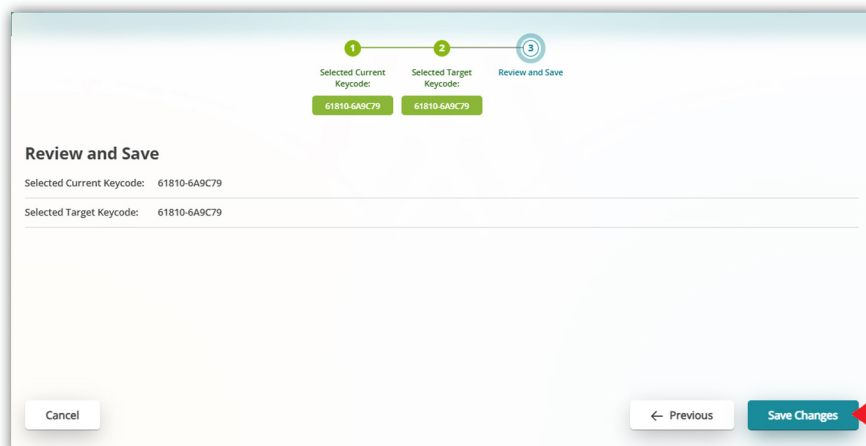 1 2 3
Selected Current Keycode: Selected Target Keycode: Review and Save
61810-6A9C79 61810-6A9C79
Review and Save
Selected Current Keycode: 61810-6A9C79
Selected Target Keycode: 61810-6A9C79
Cancel ← Previous Save Changes